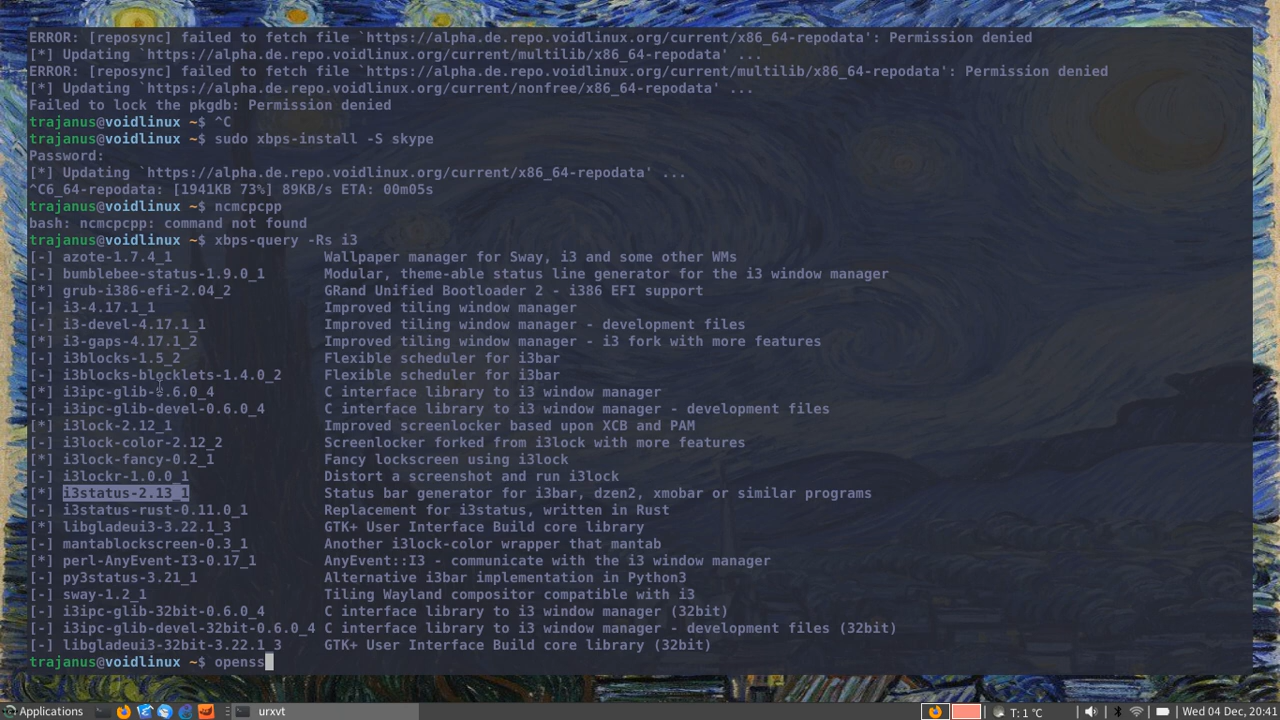 ERROR: [reposync] failed to fetch file `https://alpha.de.repo.voidlinux.org/current/x86_64-repodata': Permission denied
[*] Updating `https://alpha.de.repo.voidlinux.org/current/multilib/x86_64-repodata' ...
ERROR: [reposync] failed to fetch file `https://alpha.de.repo.voidlinux.org/current/multilib/x86_64-repodata': Permission denied
[*] Updating `https://alpha.de.repo.voidlinux.org/current/nonfree/x86_64-repodata' ...
Failed to lock the pkgdb: Permission denied
trajanus@voidlinux ~$ ^C
trajanus@voidlinux ~$ sudo xbps-install -S skype
Password:
[*] Updating `https://alpha.de.repo.voidlinux.org/current/x86_64-repodata' ...
^C6_64-repodata: [1941KB 73%] 89KB/s ETA: 00m05s
trajanus@voidlinux ~$ ncmcpcpp
bash: ncmcpcpp: command not found
trajanus@voidlinux ~$ xbps-query -Rs i3
[-] azote-1.7.4_1 Wallpaper manager for Sway, i3 and some other WMs
[-] bumblebee-status-1.9.0_1 Modular, theme-able status line generator for the i3 window manager
[*] grub-i386-efi-2.04_2 GRand Unified Bootloader 2 - i386 EFI support
[-] i3-4.17.1_1 Improved tiling window manager
[-] i3-devel-4.17.1_1 Improved tiling window manager - development files
[*] i3-gaps-4.17.1_2 Improved tiling window manager - i3 fork with more features
[-] i3blocks-1.5_2 Flexible scheduler for i3bar
[-] i3blocks-blocklets-1.4.0_2 Flexible scheduler for i3bar
[*] i3ipc-glib-0.6.0_4 C interface library to i3 window manager
[-] i3ipc-glib-devel-0.6.0_4 C interface library to i3 window manager - development files
[*] i3lock-2.12_1 Improved screenlocker based upon XCB and PAM
[-] i3lock-color-2.12_2 Screenlocker forked from i3lock with more features
[*] i3lock-fancy-0.2_1 Fancy lockscreen using i3lock
[-] i3lockr-1.0.0_1 Distort a screenshot and run i3lock
[*] i3status-2.13_1 Status bar generator for i3bar, dzen2, xmobar or similar programs
[-] i3status-rust-0.11.0_1 Replacement for i3status, written in Rust
[*] libgladeui3-3.22.1_3 GTK+ User Interface Build core library
[-] mantablockscreen-0.3_1 Another i3lock-color wrapper that mantab
[*] perl-AnyEvent-I3-0.17_1 AnyEvent::I3 - communicate with the i3 window manager
[-] py3status-3.21_1 Alternative i3bar implementation in Python3
[-] sway-1.2_1 Tiling Wayland compositor compatible with i3
[-] i3ipc-glib-32bit-0.6.0_4 C interface library to i3 window manager (32bit)
[-] i3ipc-glib-devel-32bit-0.6.0_4 C interface library to i3 window manager - development files (32bit)
[-] libgladeui3-32bit-3.22.1_3 GTK+ User Interface Build core library (32bit)
trajanus@voidlinux ~$ openss
Applications urxvt T: 1 °C Wed 04 Dec, 20:41